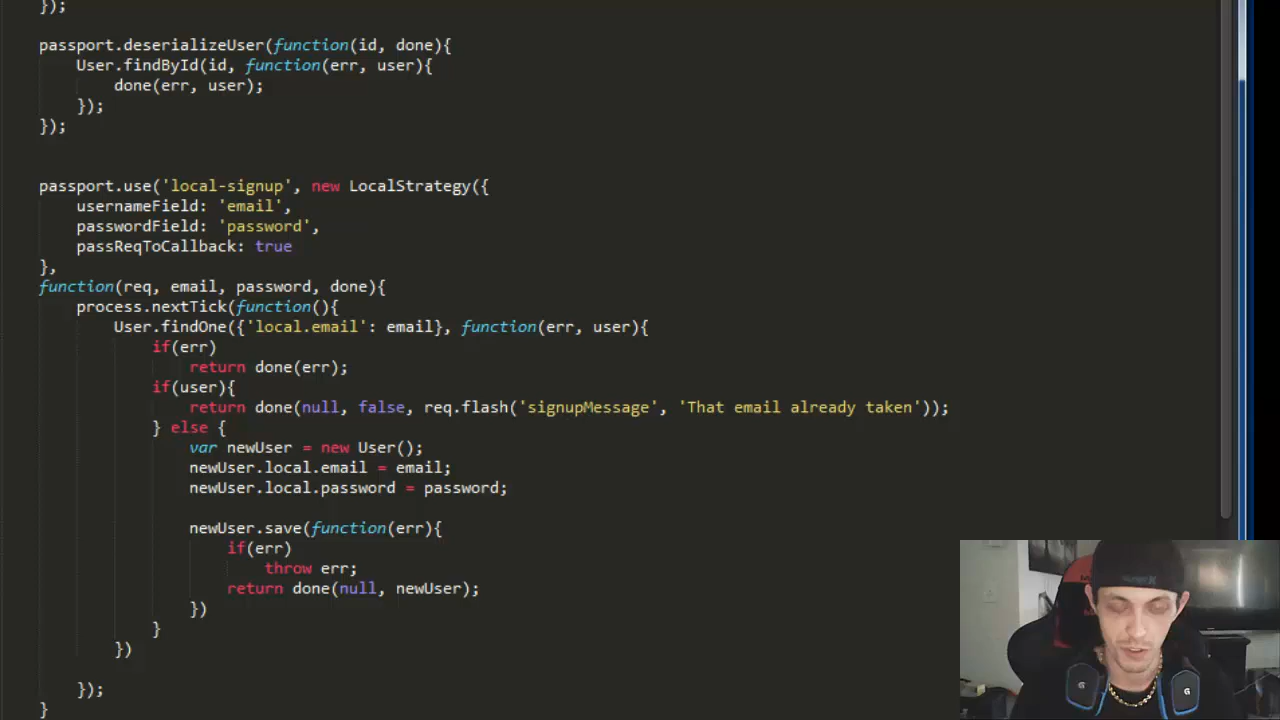 });
passport.deserializeUser(function(id, done){
User.findById(id, function(err, user){
done(err, user);
});
});
passport.use('local-signup', new LocalStrategy({
usernameField: 'email',
passwordField: 'password',
passReqToCallback: true
},
function(req, email, password, done){
process.nextTick(function(){
User.findOne({'local.email': email}, function(err, user){
if(err)
return done(err);
if(user){
return done(null, false, req.flash('signupMessage', 'That email already taken'));
} else {
var newUser = new User();
newUser.local.email = email;
newUser.local.password = password;
newUser.save(function(err){
if(err)
throw err;
return done(null, newUser);
})
}
})
});
}